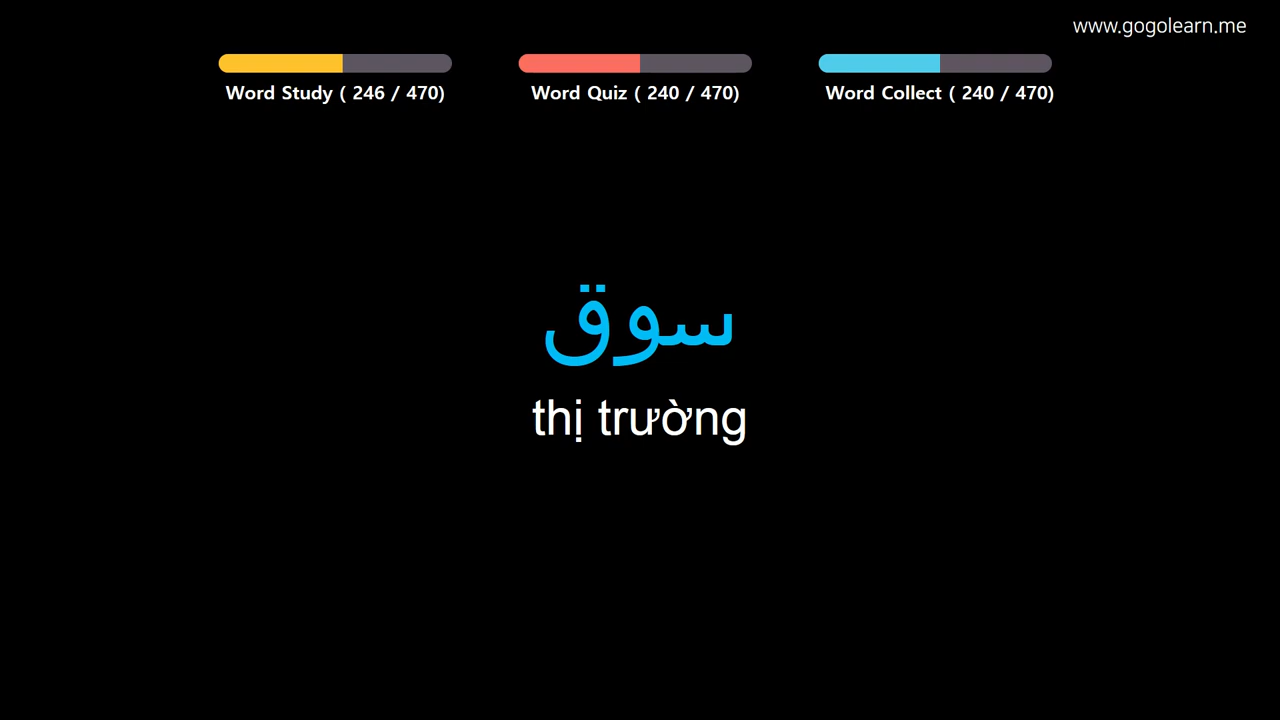 www.gogolearn.me
Word Study ( 246 / 470)
Word Quiz ( 240 / 470)
Word Collect ( 240 / 470)
سوق
thị trường